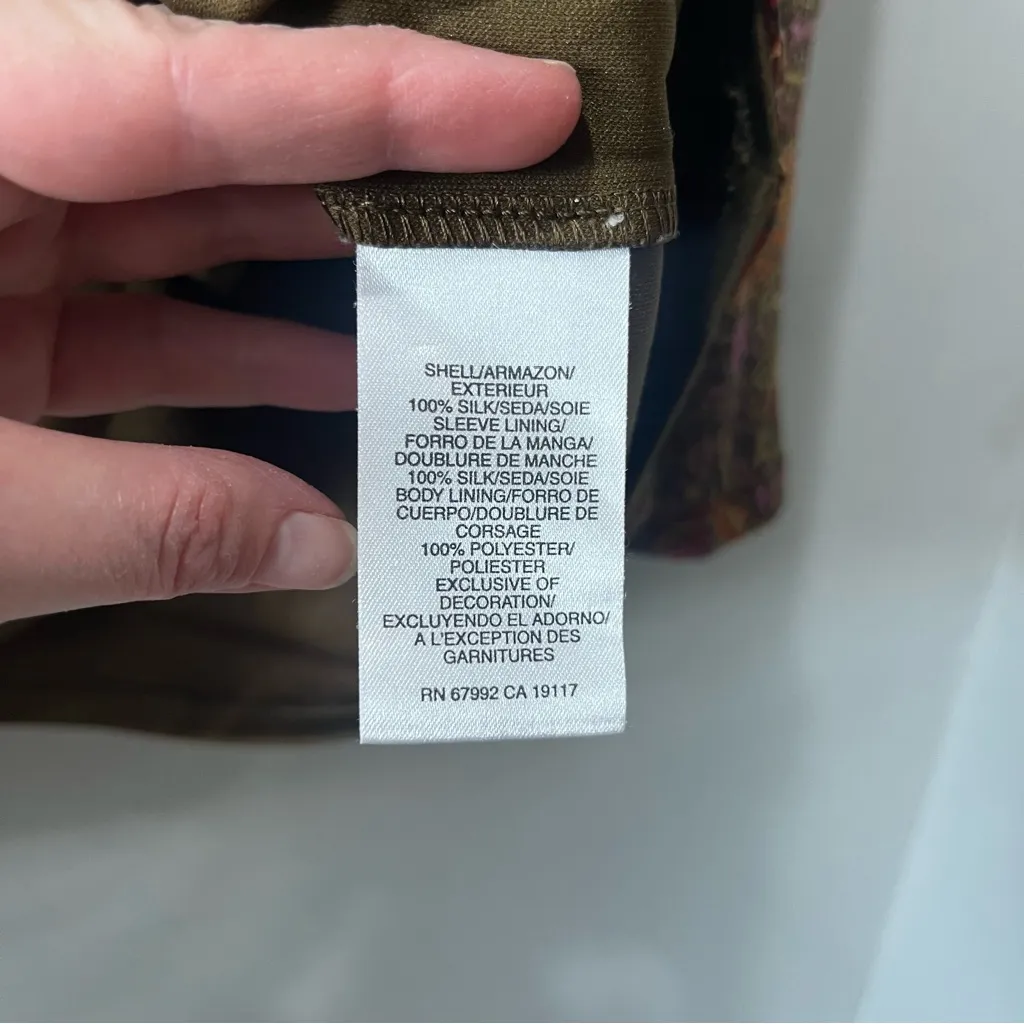 SHELL/ARMAZON/
EXTERIEUR
100% SILK/SEDA/SOIE
SLEEVE LINING/
FORRO DE LA MANGA/
DOUBLURE DE MANCHE
100% SILK/SEDA/SOIE
BODY LINING/FORRO DE
CUERPO/DOUBLURE DE
CORSAGE
100% POLYESTER/
POLIESTER
EXCLUSIVE OF
DECORATION/
EXCLUYENDO EL ADORNO/
A L'EXCEPTION DES
GARNITURES
RN 67992 CA 19117